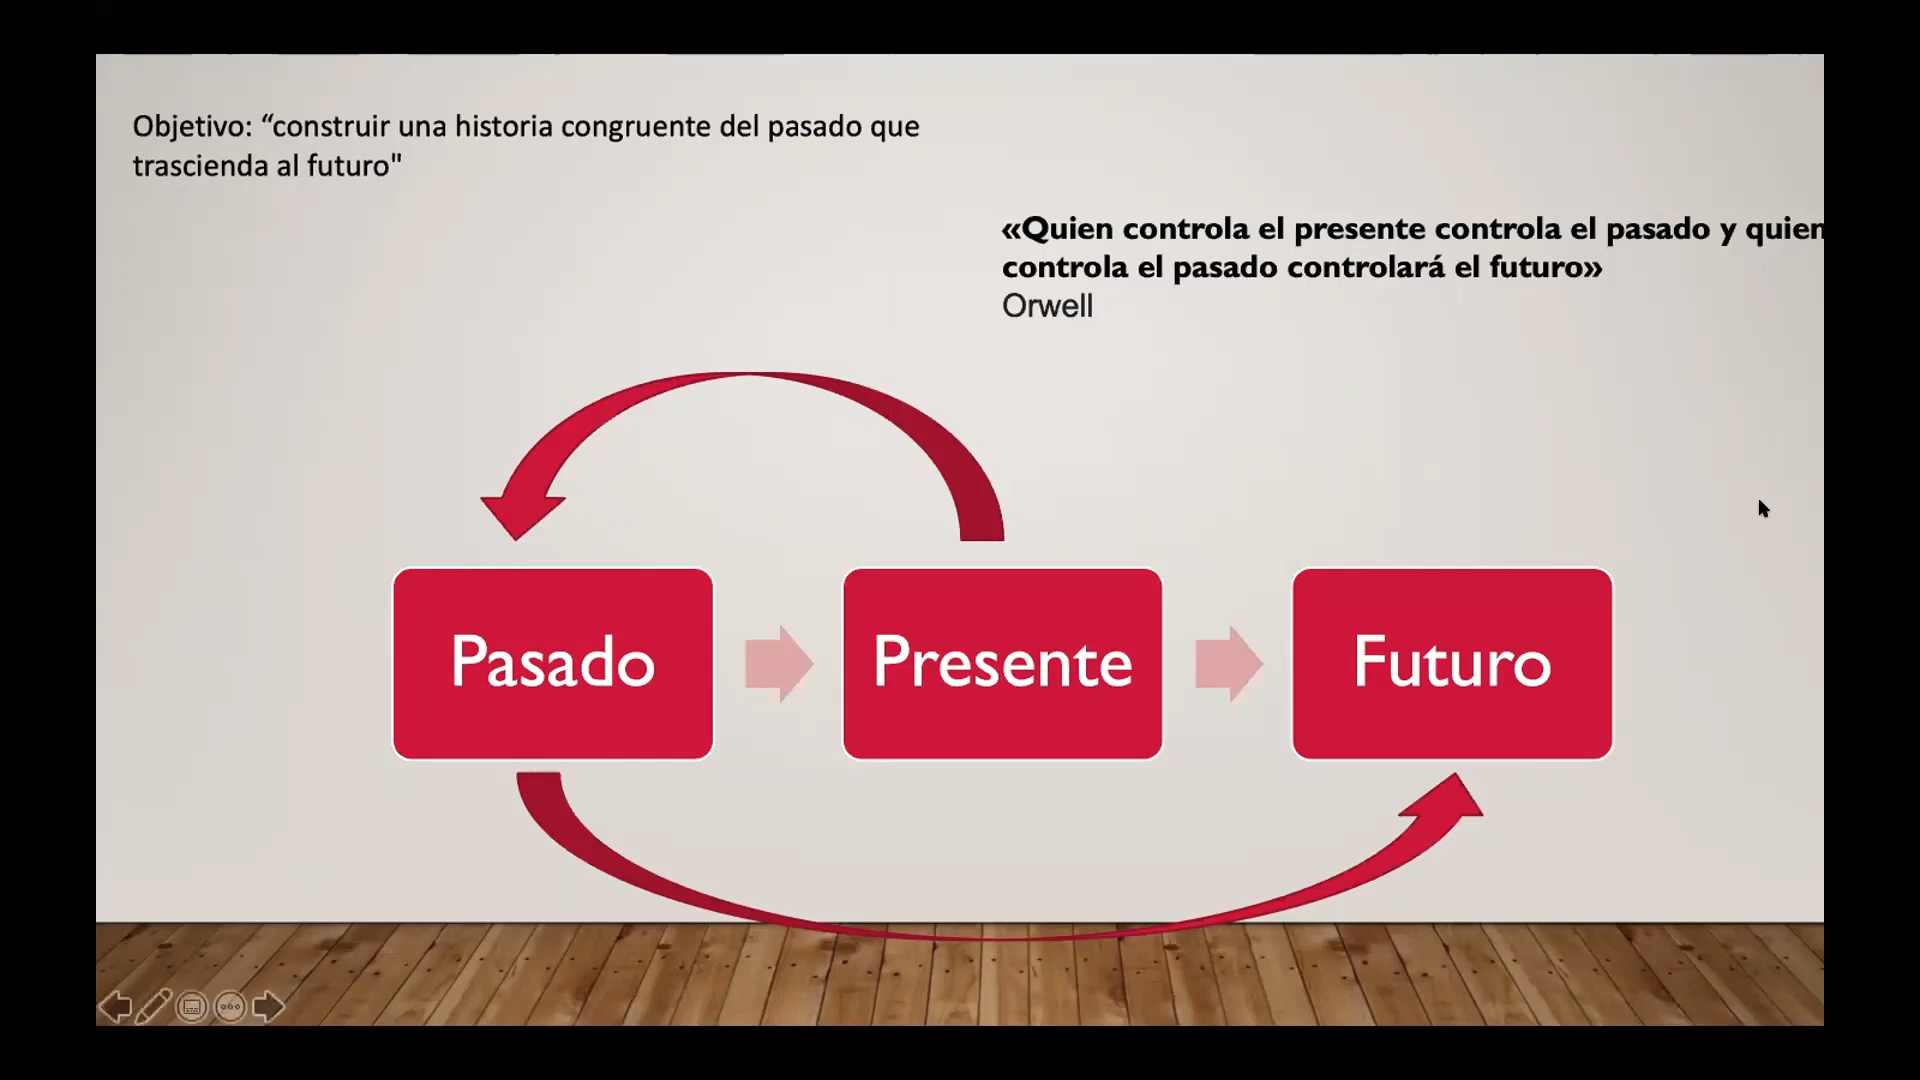 Objetivo: “construir una historia congruente del pasado que
trascienda al futuro"
«Quien controla el presente controla el pasado y quien
controla el pasado controlará el futuro»
Orwell
Pasado
Presente
Futuro